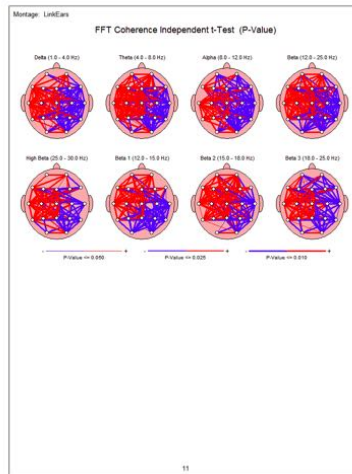 Montage: LinkEars
FFT Coherence Independent t-Test (P-Value)
Delta (1.0 - 4.0 Hz) Theta (4.0 - 8.0 Hz) Alpha (8.0 - 12.0 Hz) Beta (12.0 - 25.0 Hz)
High Beta (25.0 - 30.0 Hz) Beta 1 (12.0 - 15.0 Hz) Beta 2 (15.0 - 18.0 Hz) Beta 3 (18.0 - 25.0 Hz)
- + - + - +
P-Value <= 0.050 P-Value <= 0.025 P-Value <= 0.010
11